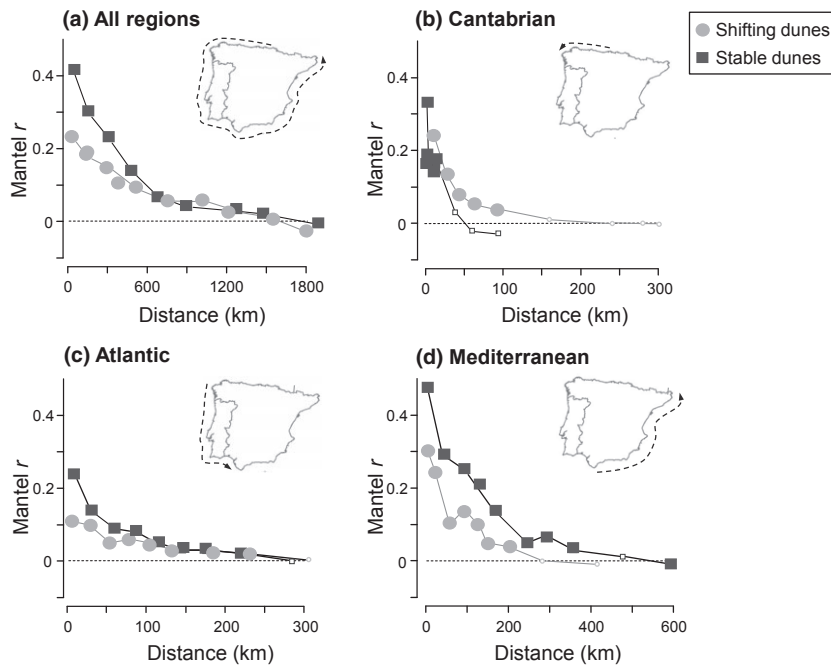 (a) All regions
Mantel r
0.4
0.2
0
0 600 1200 1800
Distance (km)
(b) Cantabrian
Mantel r
0.4
0.2
0
0 100 200 300
Distance (km)
Shifting dunes
Stable dunes
(c) Atlantic
Mantel r
0.4
0.2
0
0 100 200 300
Distance (km)
(d) Mediterranean
Mantel r
0.4
0.2
0
0 200 400 600
Distance (km)